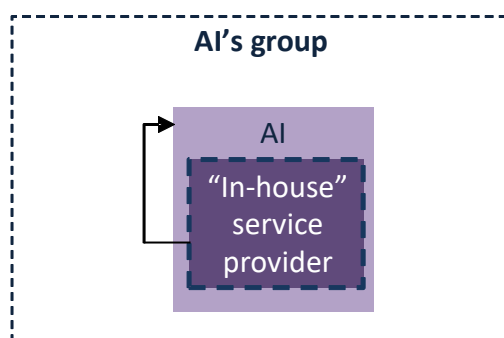 AI’s group
AI
“In-house”
service
provider